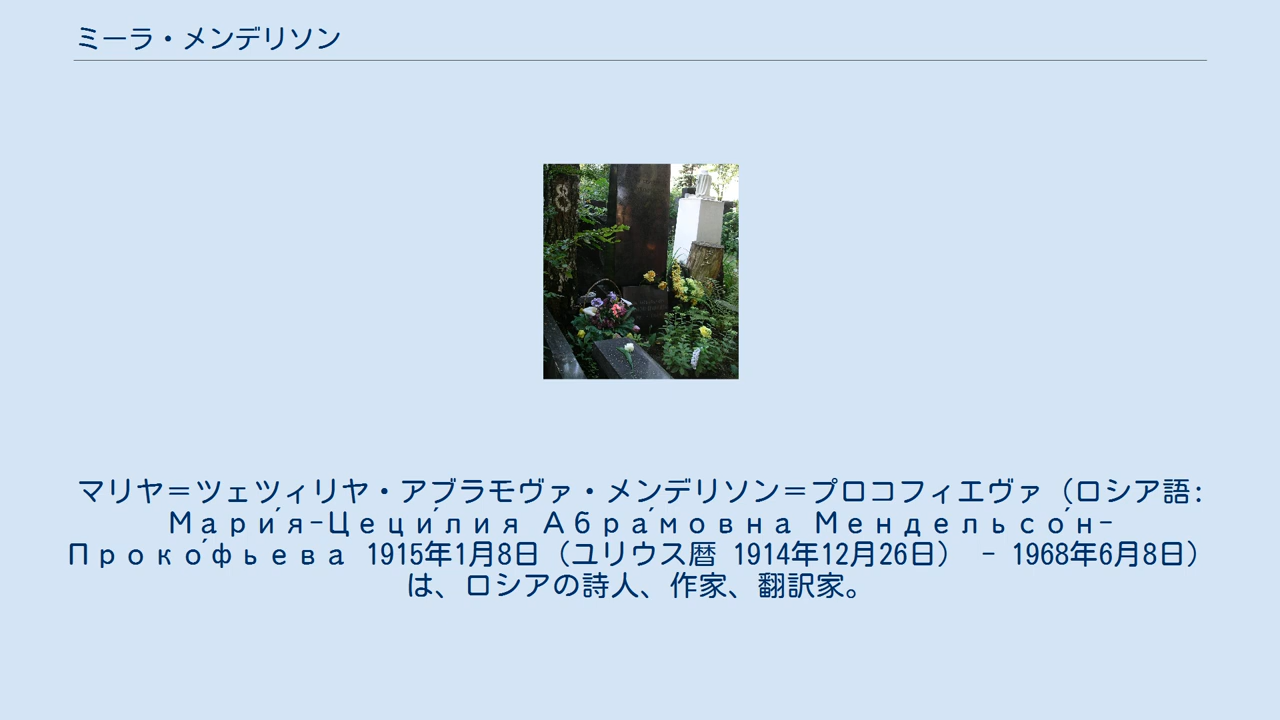 ミーラ・メンデリソン
8
マリヤ＝ツェツィリヤ・アブラモヴァ・メンデリソン＝プロコフィエヴァ（ロシア語:
Мари́я-Цеци́лия Абра́мовна Мендельсо́н-
Проко́фьева 1915年1月8日（ユリウス暦 1914年12月26日） - 1968年6月8日）
は、ロシアの詩人、作家、翻訳家。